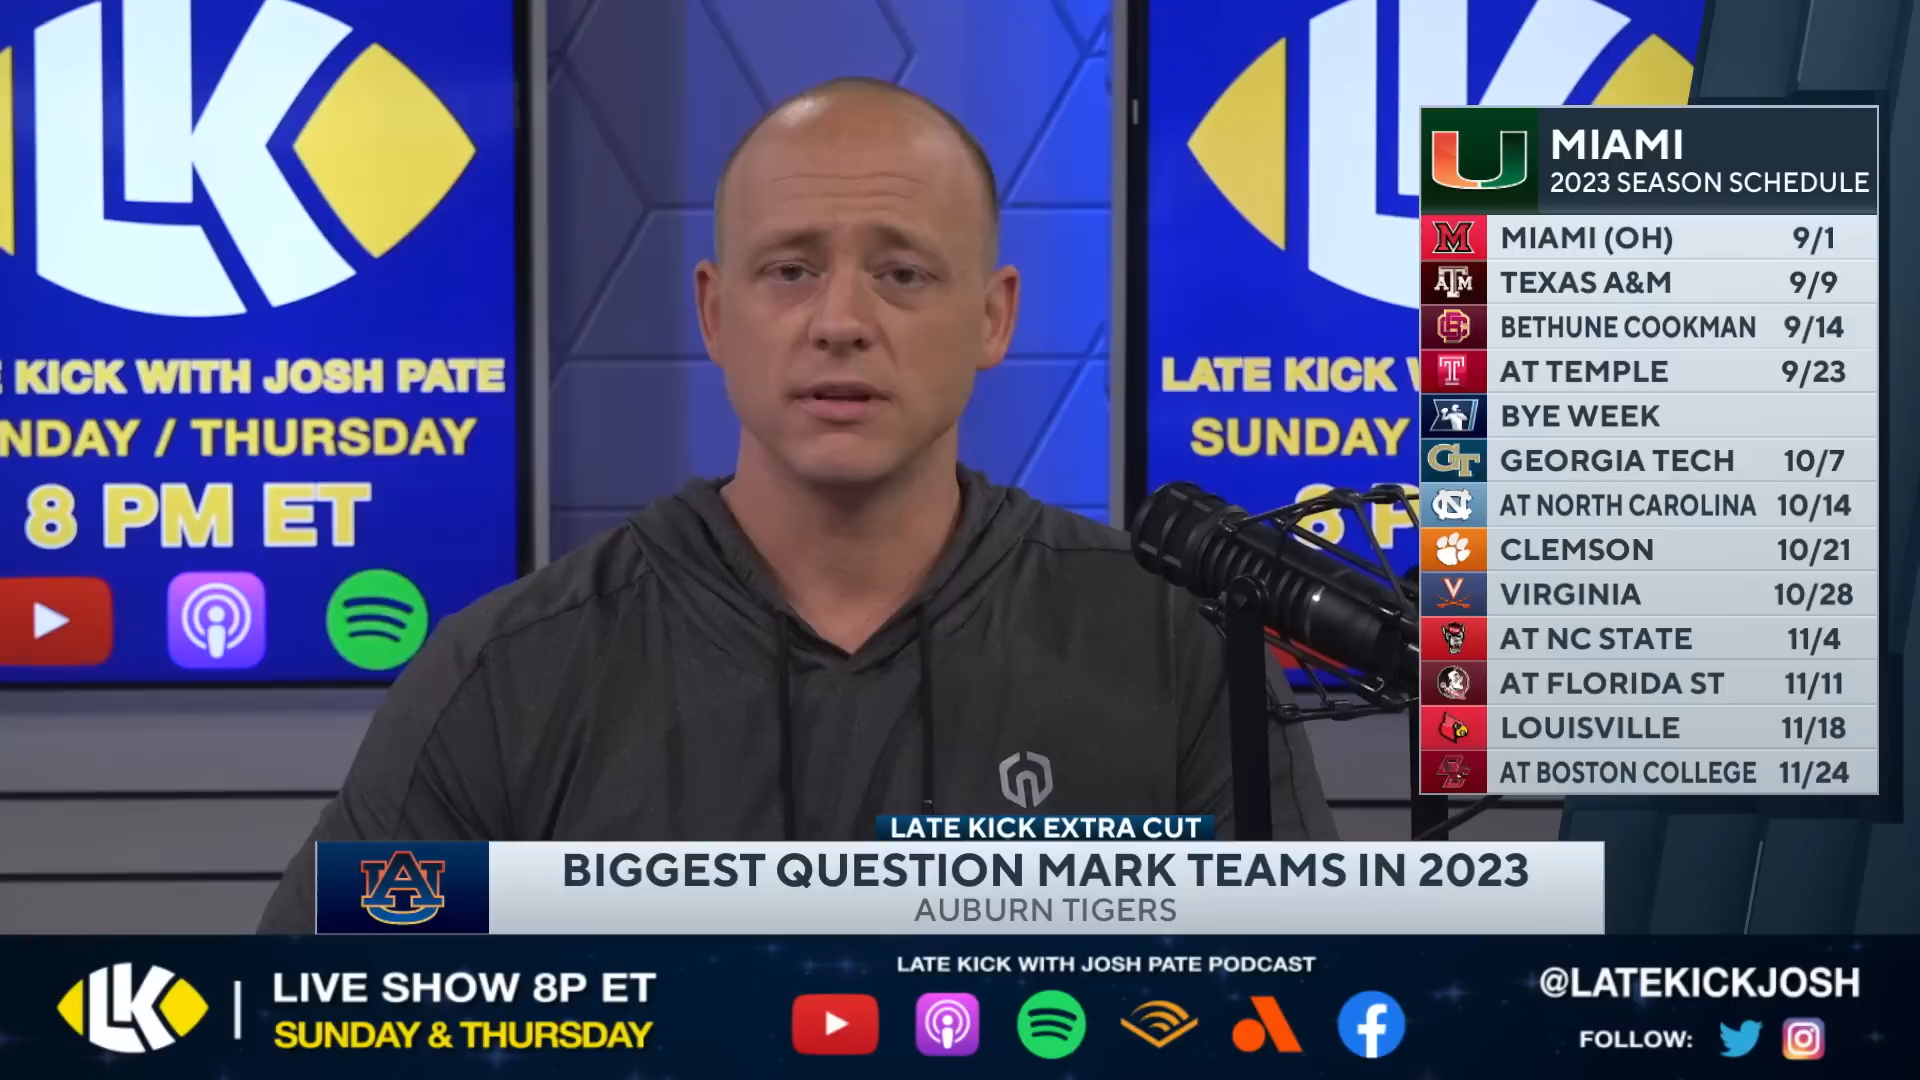 LK
E KICK WITH JOSH PATE
NDAY / THURSDAY
8 PM ET
LK
LATE KICK
SUNDAY
8 P
MIAMI
2023 SEASON SCHEDULE
MIAMI (OH) 9/1
TEXAS A&M 9/9
BETHUNE COOKMAN 9/14
AT TEMPLE 9/23
BYE WEEK
GEORGIA TECH 10/7
AT NORTH CAROLINA 10/14
CLEMSON 10/21
VIRGINIA 10/28
AT NC STATE 11/4
AT FLORIDA ST 11/11
LOUISVILLE 11/18
AT BOSTON COLLEGE 11/24
LATE KICK EXTRA CUT
BIGGEST QUESTION MARK TEAMS IN 2023
AUBURN TIGERS
LK
LIVE SHOW 8P ET
SUNDAY & THURSDAY
LATE KICK WITH JOSH PATE PODCAST
@LATEKICKJOSH
FOLLOW: